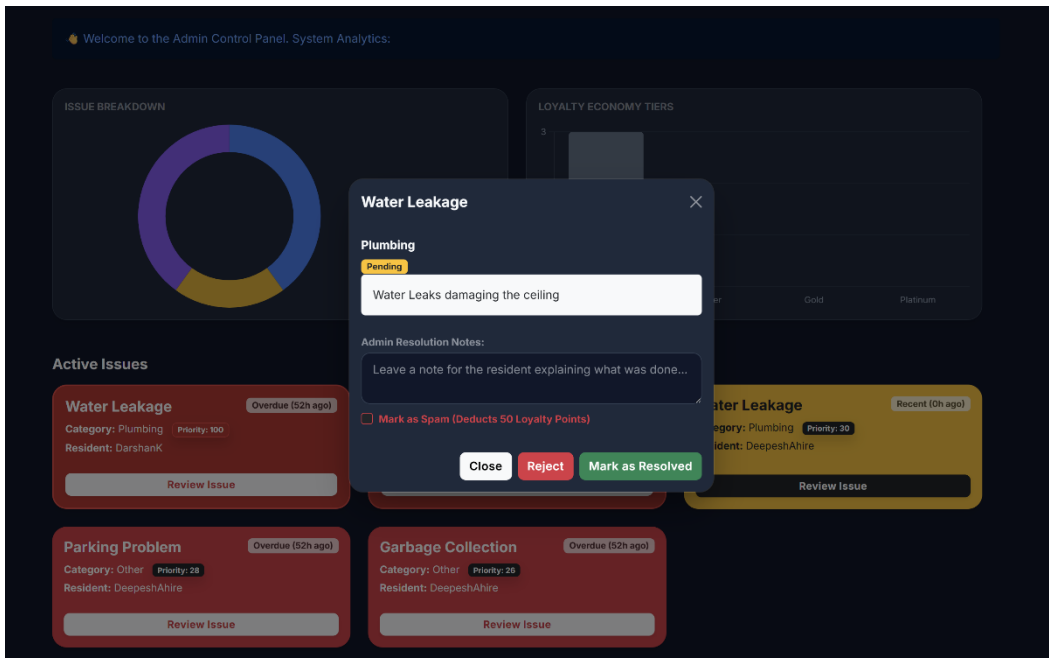 👋 Welcome to the Admin Control Panel. System Analytics:
ISSUE BREAKDOWN
LOYALTY ECONOMY TIERS
3
Gold
Platinum
Water Leakage
Plumbing
Pending
Water Leaks damaging the ceiling
Admin Resolution Notes:
Leave a note for the resident explaining what was done...
Mark as Spam (Deducts 50 Loyalty Points)
Close
Reject
Mark as Resolved
Active Issues
Water Leakage
Overdue (52h ago)
Category: Plumbing Priority: 100
Resident: DarshanK
Review Issue
ater Leakage
Recent (0h ago)
egory: Plumbing Priority: 30
ident: DeepeshAhire
Review Issue
Parking Problem
Overdue (52h ago)
Category: Other Priority: 28
Resident: DeepeshAhire
Review Issue
Garbage Collection
Overdue (52h ago)
Category: Other Priority: 26
Resident: DeepeshAhire
Review Issue